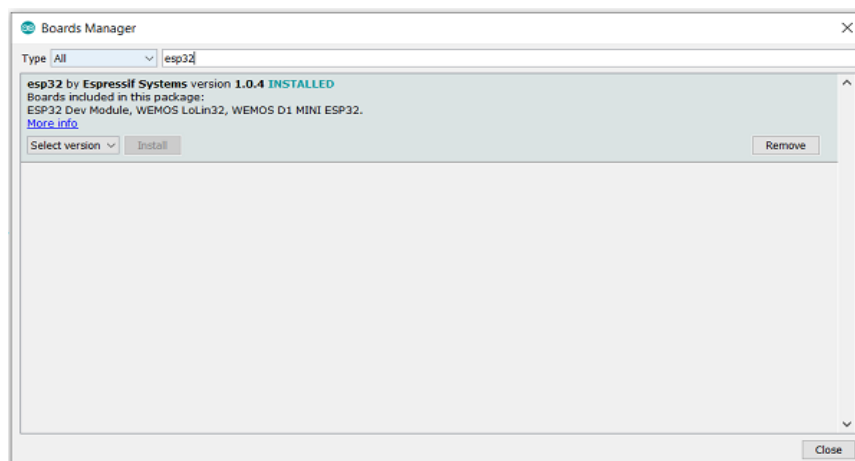 Boards Manager
Type All esp32
esp32 by Espressif Systems version 1.0.4 INSTALLED
Boards included in this package:
ESP32 Dev Module, WEMOS LoLin32, WEMOS D1 MINI ESP32.
More info
Select version Install Remove
Close